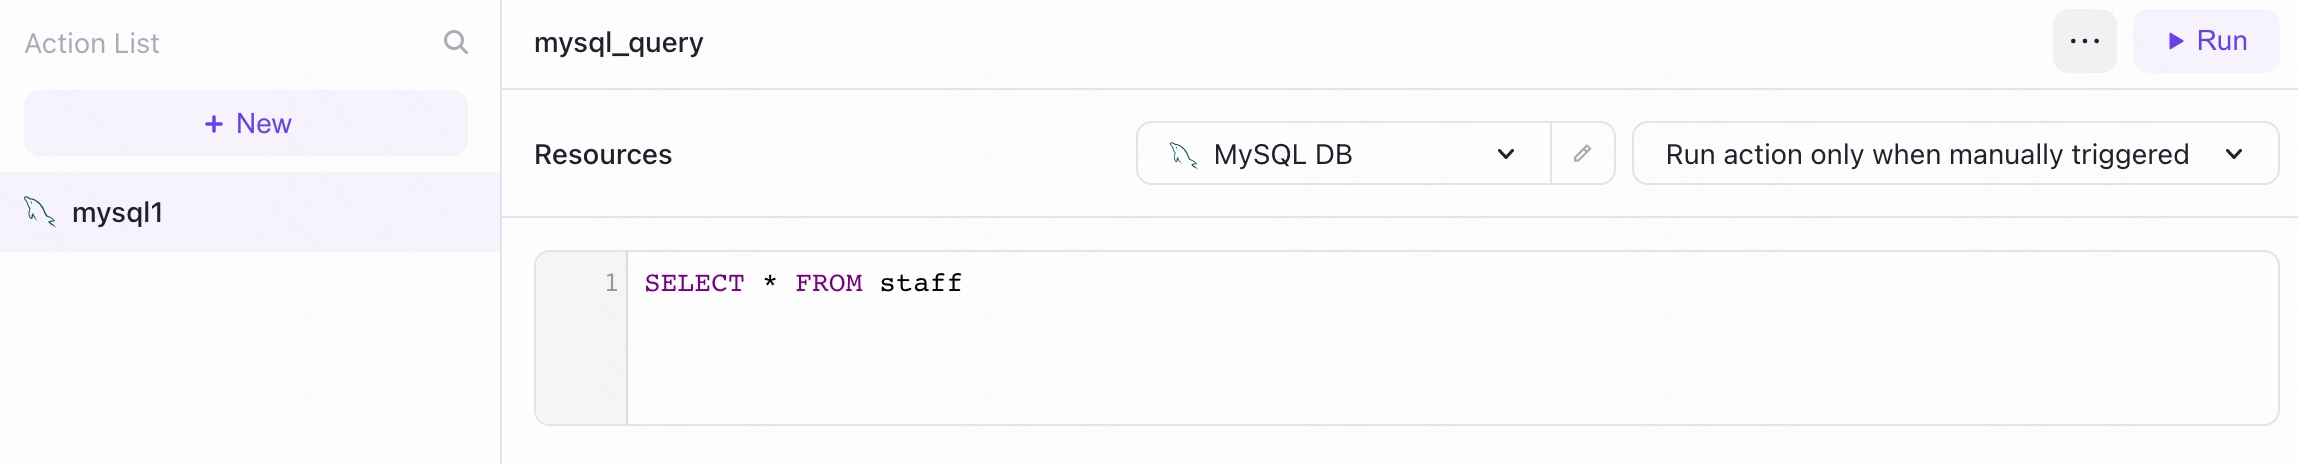 Action List
+ New
mysql1
mysql_query
... Run
Resources
MySQL DB
Run action only when manually triggered
1 SELECT * FROM staff